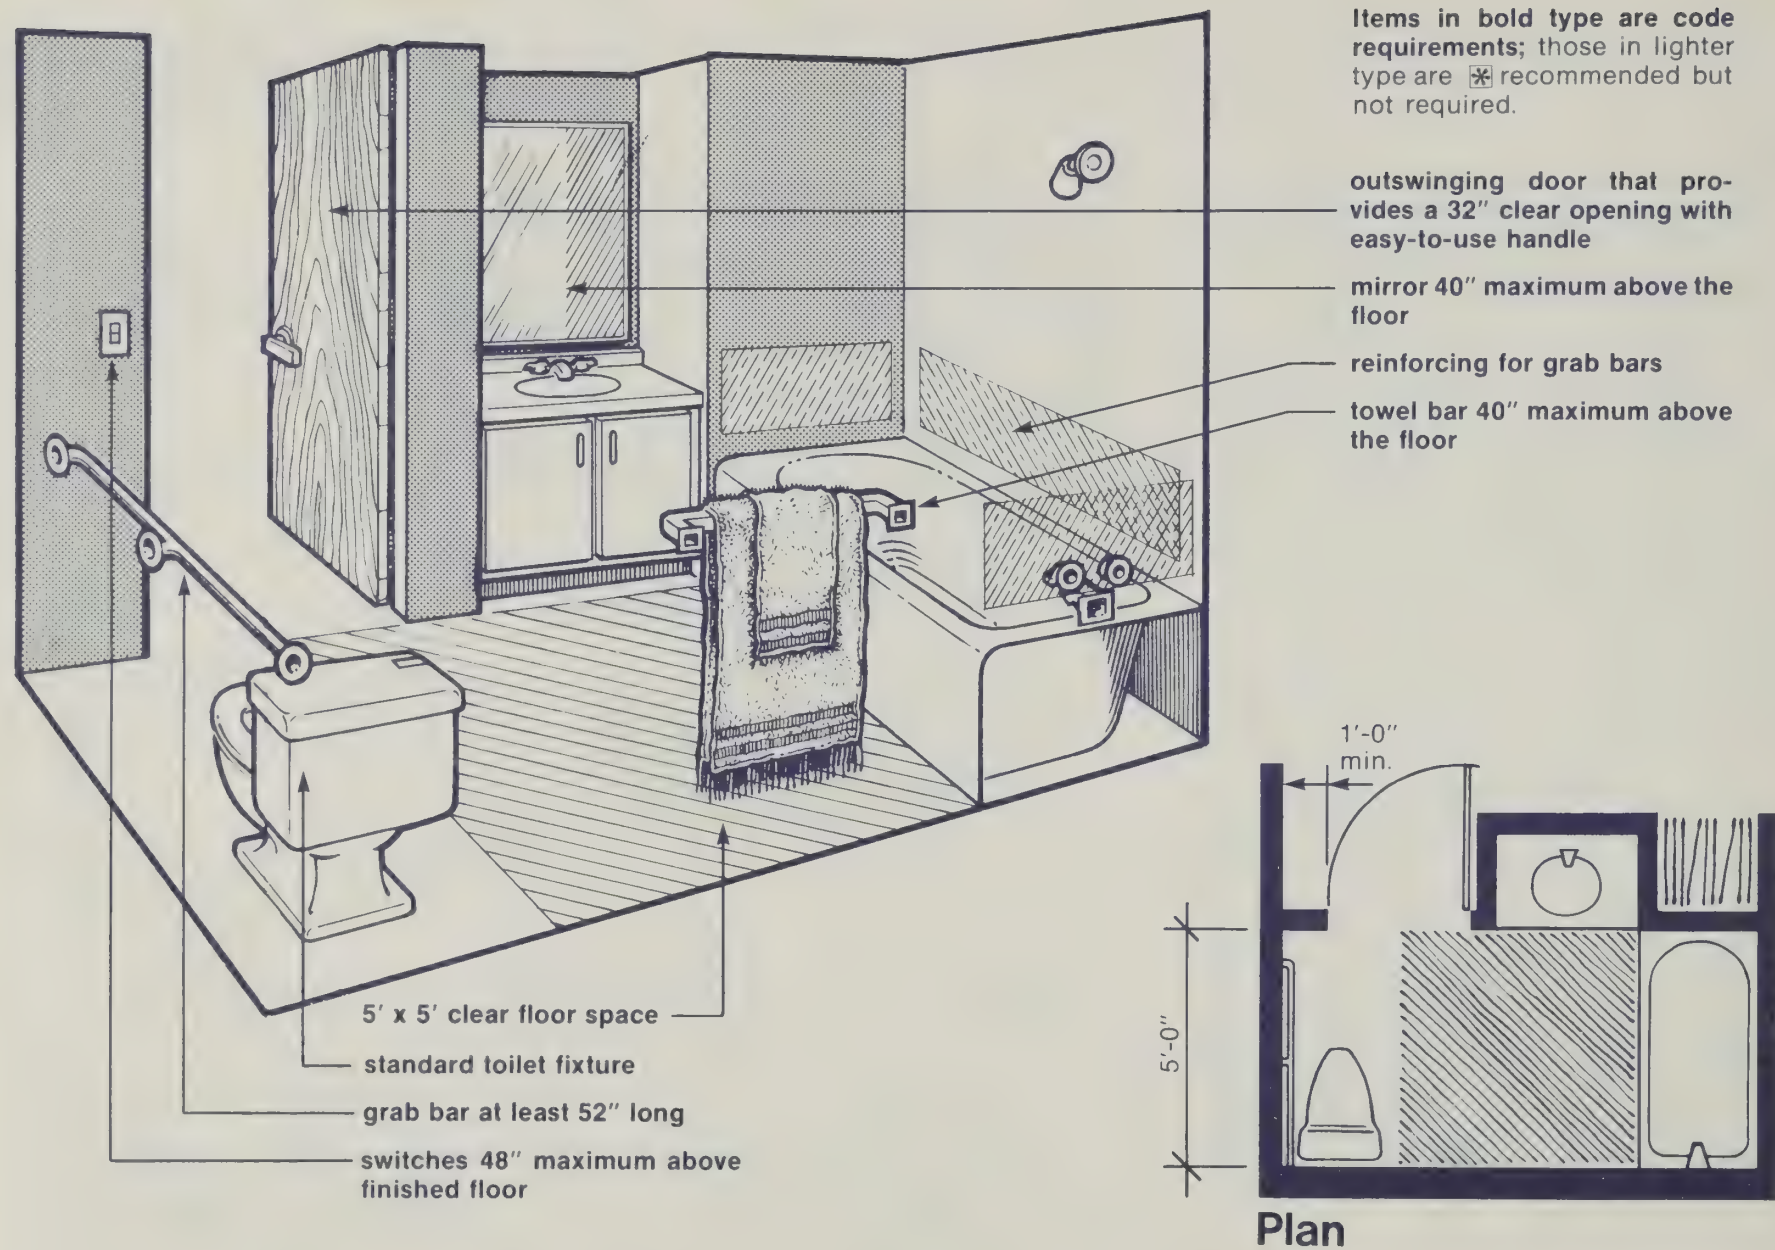 Items in bold type are code
requirements; those in lighter
type are ✱ recommended but
not required.
outswinging door that pro-
vides a 32" clear opening with
easy-to-use handle
mirror 40" maximum above the
floor
reinforcing for grab bars
towel bar 40" maximum above
the floor
5' x 5' clear floor space
standard toilet fixture
grab bar at least 52" long
switches 48" maximum above
finished floor
1'-0"
min.
5'-0"
Plan